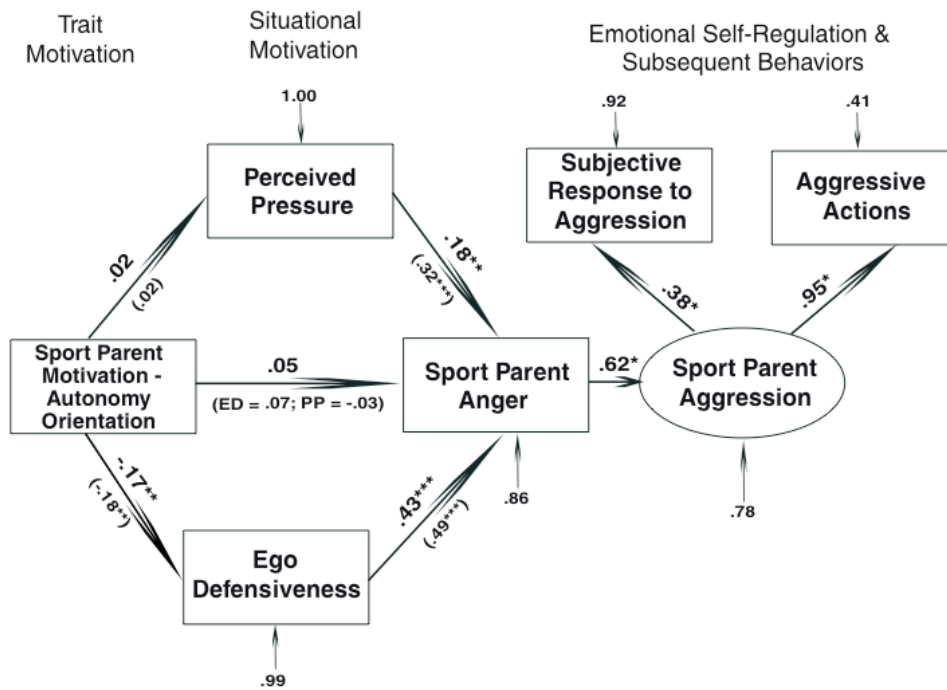 Trait
Motivation
Situational
Motivation
Emotional Self-Regulation &
Subsequent Behaviors
1.00
.92
.41
Perceived
Pressure
Subjective
Response to
Aggression
Aggressive
Actions
.02
(.02)
.18**
(.32***)
.38*
.95*
Sport Parent
Motivation -
Autonomy
Orientation
.05
(ED = .07; PP = -.03)
Sport Parent
Anger
.62*
Sport Parent
Aggression
-.17**
(-.18**)
.43***
(.49***)
.86
.78
Ego
Defensiveness
.99